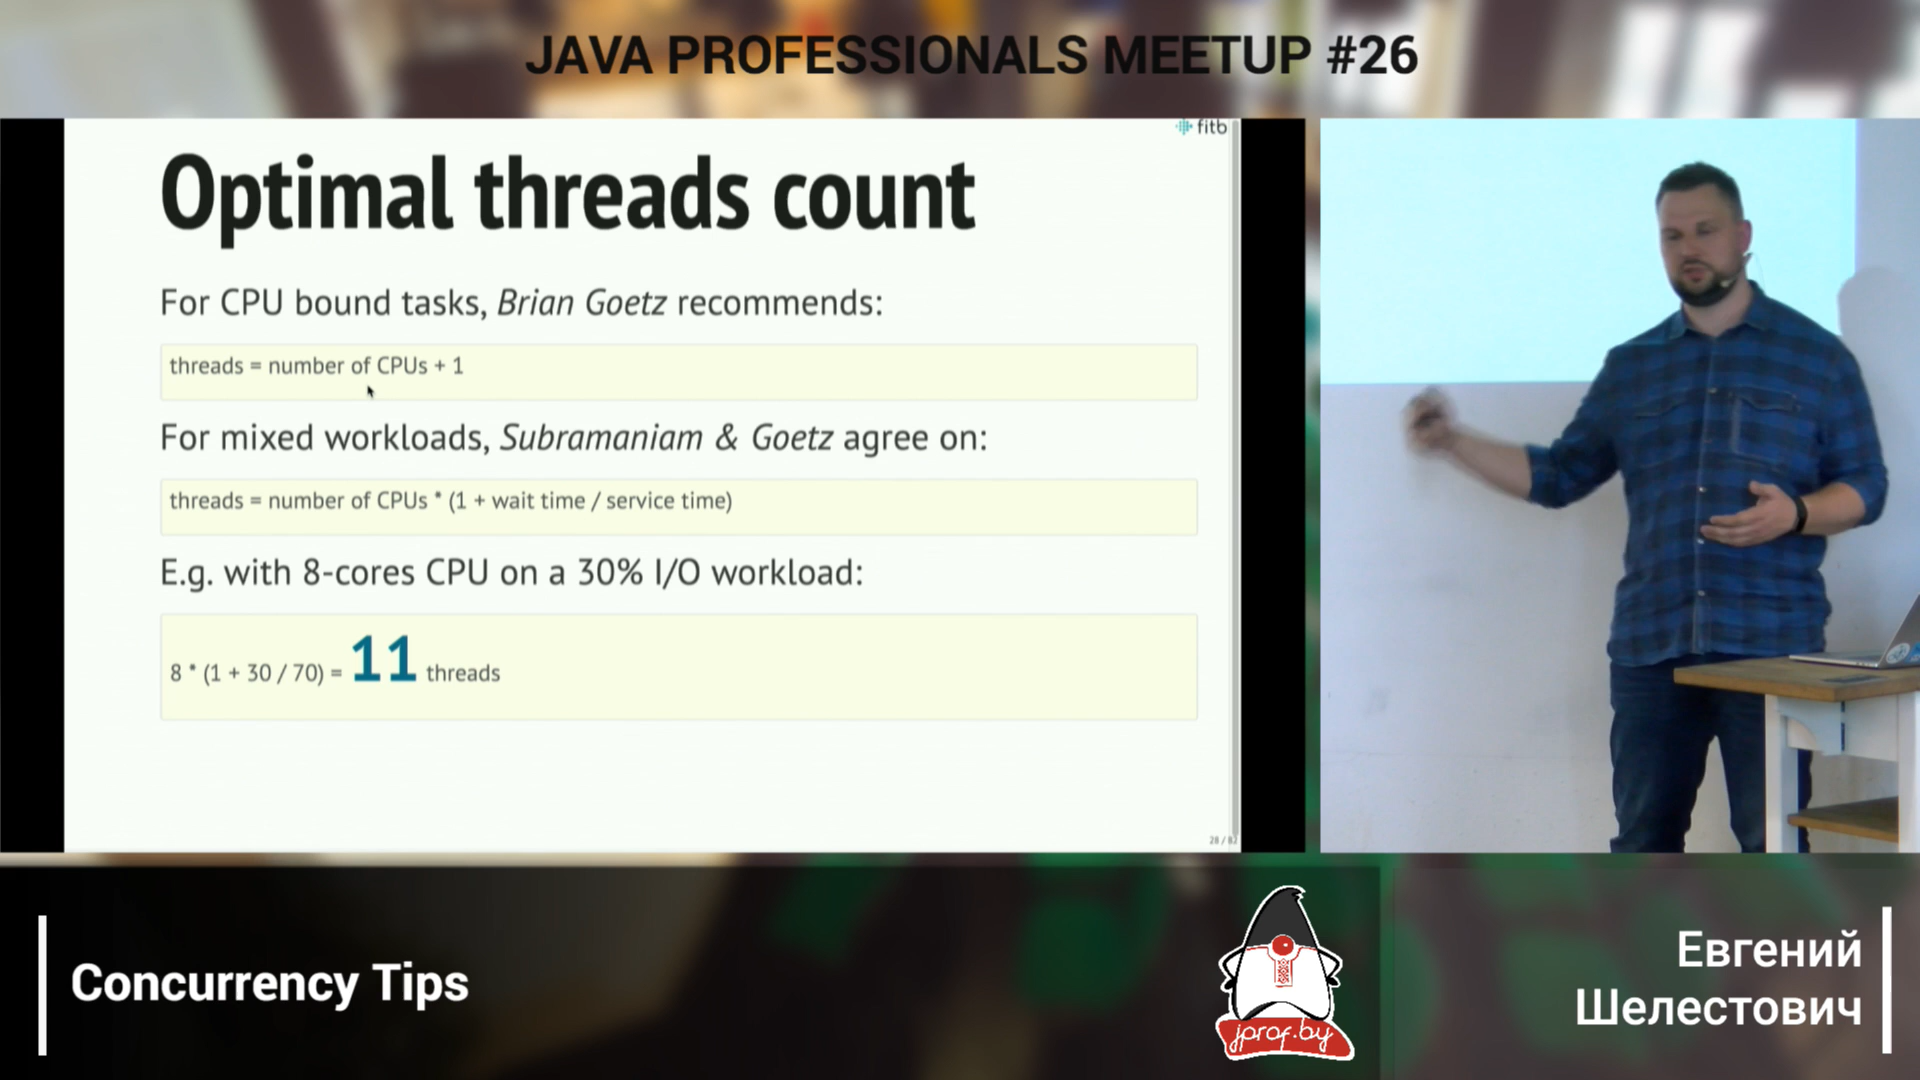 JAVA PROFESSIONALS MEETUP #26
fitb
Optimal threads count
For CPU bound tasks, Brian Goetz recommends:
threads = number of CPUs + 1
For mixed workloads, Subramaniam & Goetz agree on:
threads = number of CPUs * (1 + wait time / service time)
E.g. with 8-cores CPU on a 30% I/O workload:
8 * (1 + 30 / 70) = 11 threads
Concurrency Tips
jprof.by
Евгений
Шелестович